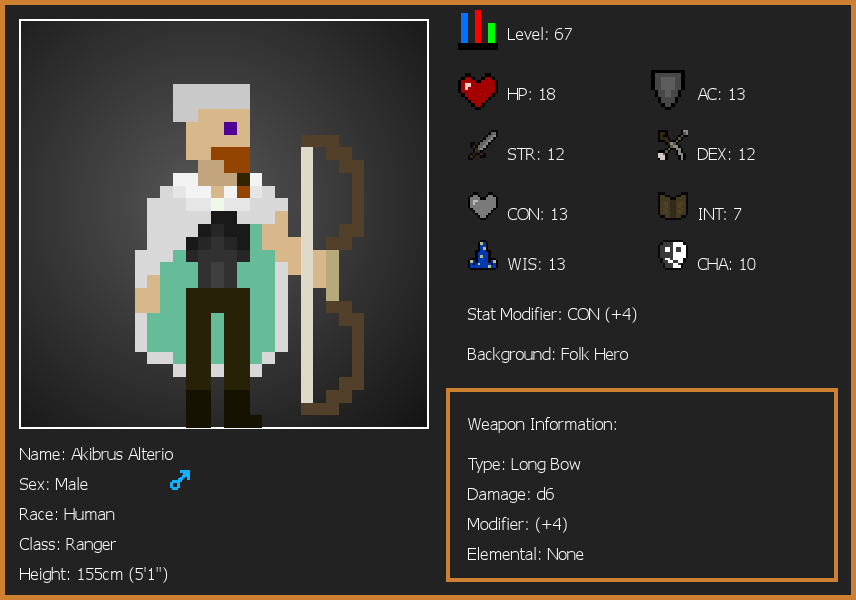 Level: 67
HP: 18
AC: 13
STR: 12
DEX: 12
CON: 13
INT: 7
WIS: 13
CHA: 10
Stat Modifier: CON (+4)
Background: Folk Hero
Weapon Information:
Type: Long Bow
Damage: d6
Modifier: (+4)
Elemental: None
Name: Akibrus Alterio
Sex: Male
Race: Human
Class: Ranger
Height: 155cm (5'1")